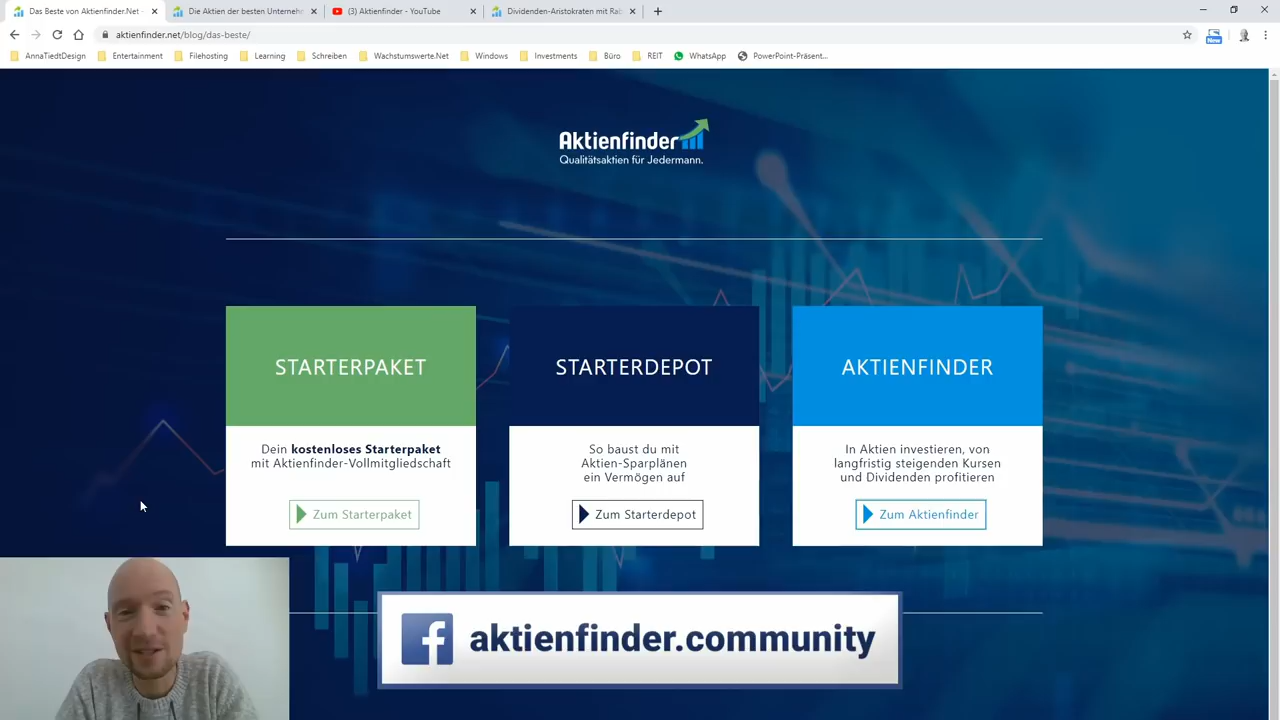 Das Beste von Aktienfinder.Net -
Die Aktien der besten Unternehm
(3) Aktienfinder - YouTube
Dividenden-Aristokraten mit Rab
aktienfinder.net/blog/das-beste/
AnnaTiedtDesign
Entertainment
Filehosting
Learning
Schreiben
Wachstumswerte.Net
Windows
Investments
Büro
REIT
WhatsApp
PowerPoint-Präsent...
New
Aktienfinder
Qualitätsaktien für Jedermann.
STARTERPAKET
Dein kostenloses Starterpaket
mit Aktienfinder-Vollmitgliedschaft
Zum Starterpaket
STARTERDEPOT
So baust du mit
Aktien-Sparplänen
ein Vermögen auf
Zum Starterdepot
AKTIENFINDER
In Aktien investieren, von
langfristig steigenden Kursen
und Dividenden profitieren
Zum Aktienfinder
f aktienfinder.community